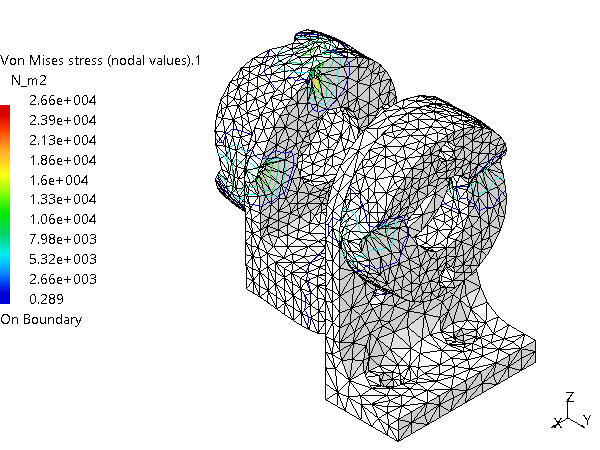 Von Mises stress (nodal values).1
N_m2
2.66e+004
2.39e+004
2.13e+004
1.86e+004
1.6e+004
1.33e+004
1.06e+004
7.98e+003
5.32e+003
2.66e+003
0.289
On Boundary
Z
X Y